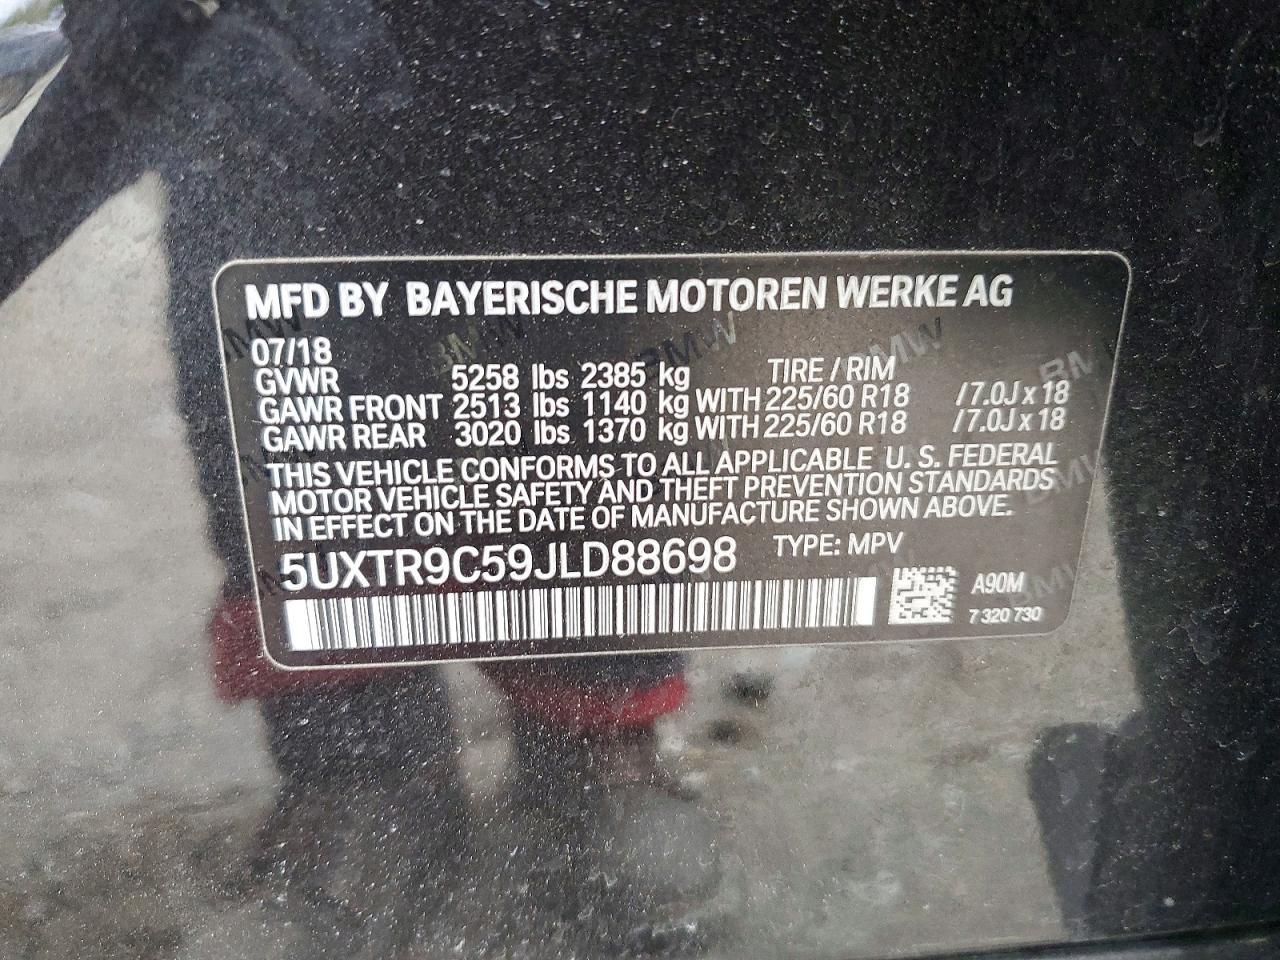 MFD BY BAYERISCHE MOTOREN WERKE AG
07/18
GVWR 5258 lbs 2385 kg TIRE / RIM
GAWR FRONT 2513 lbs 1140 kg WITH 225/60 R18 /7.0J x 18
GAWR REAR 3020 lbs 1370 kg WITH 225/60 R18 /7.0J x 18
THIS VEHICLE CONFORMS TO ALL APPLICABLE U. S. FEDERAL
MOTOR VEHICLE SAFETY AND THEFT PREVENTION STANDARDS
IN EFFECT ON THE DATE OF MANUFACTURE SHOWN ABOVE.
5UXTR9C59JLD88698 TYPE: MPV
A90M
7 320 730